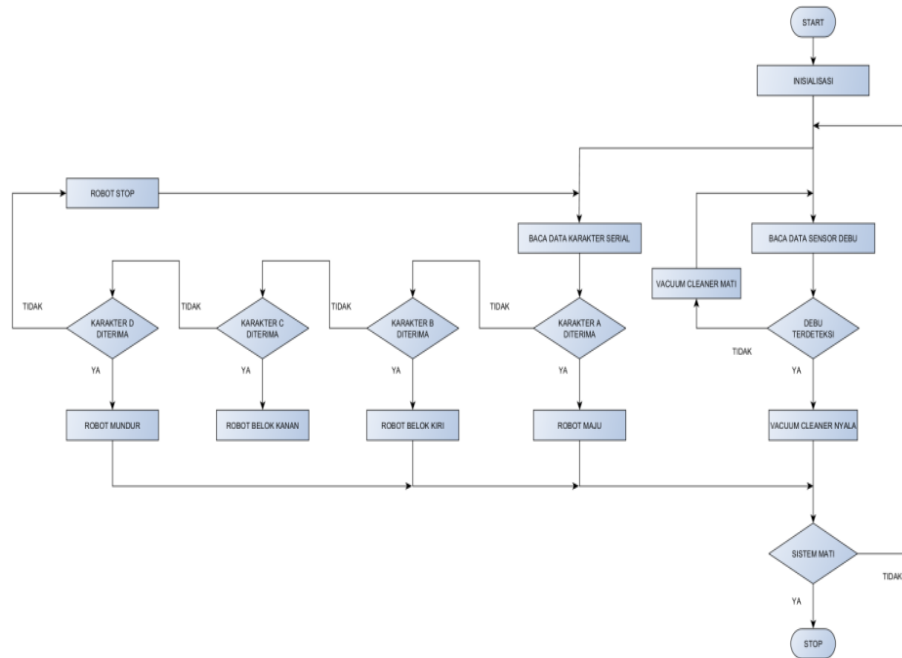 START
INISIALISASI
ROBOT STOP
BACA DATA KARAKTER SERIAL
BACA DATA SENSOR DEBU
VACUUM CLEANER MATI
TIDAK
KARAKTER D
DITERIMA
TIDAK
KARAKTER C
DITERIMA
TIDAK
KARAKTER B
DITERIMA
TIDAK
KARAKTER A
DITERIMA
DEBU
TERDETEKSI
TIDAK
YA
YA
YA
YA
YA
ROBOT MUNDUR
ROBOT BELOK KANAN
ROBOT BELOK KIRI
ROBOT MAJU
VACUUM CLEANER NYALA
SISTEM MATI
TIDAK
YA
STOP